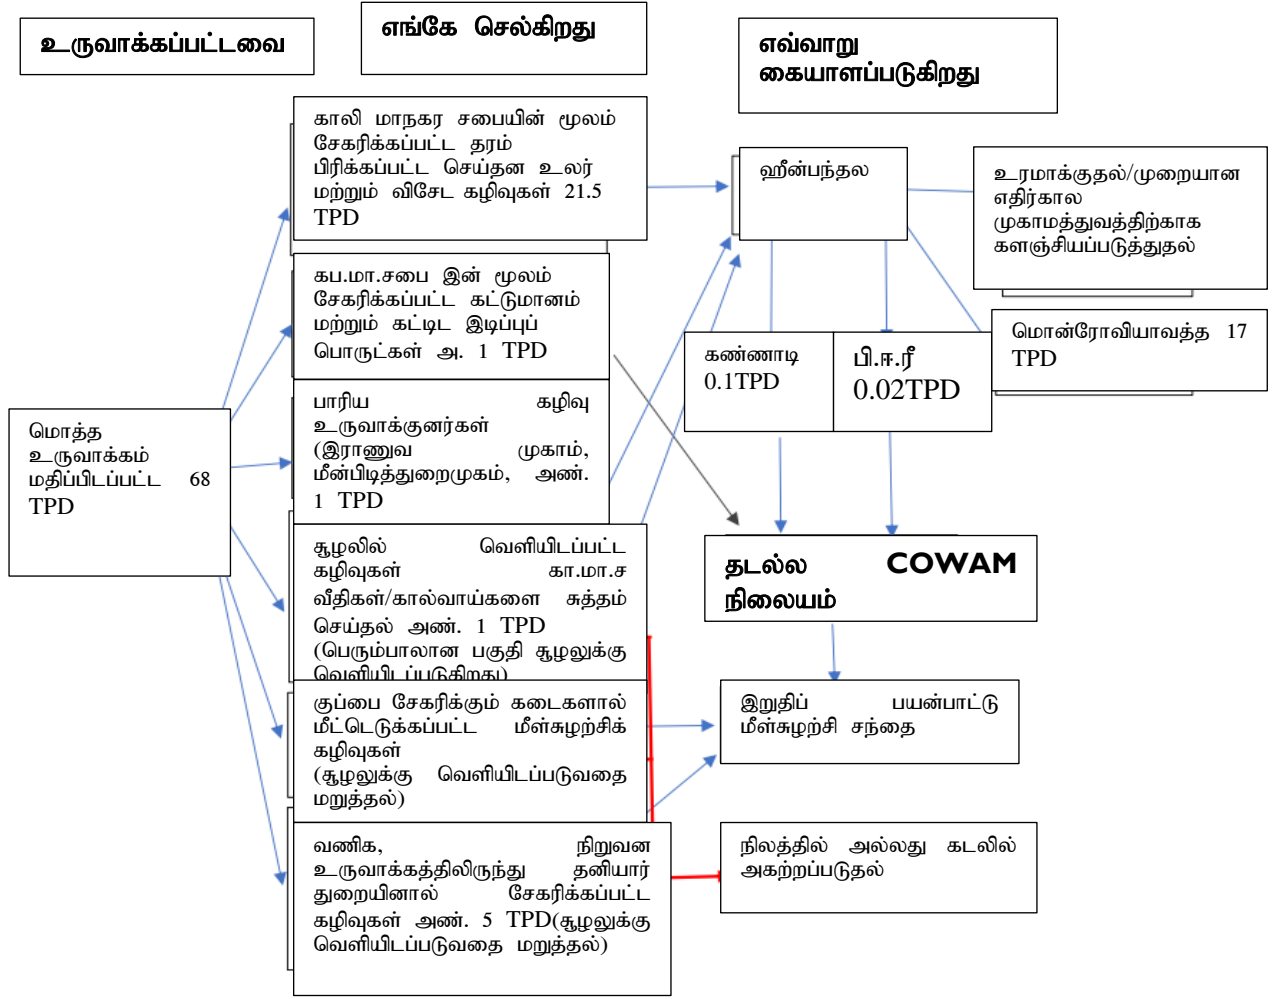 உருவாக்கப்பட்டவை
எங்கே செல்கிறது
எவ்வாறு
கையாளப்படுகிறது
மொத்த
உருவாக்கம்
மதிப்பிடப்பட்ட 68
TPD
காலி மாநகர சபையின் மூலம்
சேகரிக்கப்பட்ட தரம்
பிரிக்கப்பட்ட செய்தன உலர்
மற்றும் விசேட கழிவுகள் 21.5
TPD
கப.மா.சபை இன் மூலம்
சேகரிக்கப்பட்ட கட்டுமானம்
மற்றும் கட்டிட இடிப்புப்
பொருட்கள் அ. 1 TPD
பாரிய கழிவு
உருவாக்குனர்கள்
(இராணுவ முகாம்,
மீன்பிடித்துறைமுகம், அண்.
1 TPD
சூழலில் வெளியிடப்பட்ட
கழிவுகள் கா.மா.ச
வீதிகள்/கால்வாய்களை சுத்தம்
செய்தல் அண். 1 TPD
(பெரும்பாலான பகுதி சூழலுக்கு
வெளியிடப்படுகிறது)
குப்பை சேகரிக்கும் கடைகளால்
மீட்டெடுக்கப்பட்ட மீள்சுழற்சிக்
கழிவுகள்
(சூழலுக்கு வெளியிடப்படுவதை
மறுத்தல்)
வணிக, நிறுவன
உருவாக்கத்திலிருந்து தனியார்
துறையினால் சேகரிக்கப்பட்ட
கழிவுகள் அண். 5 TPD(சூழலுக்கு
வெளியிடப்படுவதை மறுத்தல்)
ஹீன்பந்தல
உரமாக்குதல்/முறையான
எதிர்கால
முகாமத்துவத்திற்காக
களஞ்சியப்படுத்துதல்
மொன்ரோவியாவத்த 17
TPD
கண்ணாடி
0.1TPD
பி.ஈ.ரீ
0.02TPD
தடல்ல COWAM
நிலையம்
இறுதிப் பயன்பாட்டு
மீள்சுழற்சி சந்தை
நிலத்தில் அல்லது கடலில்
அகற்றப்படுதல்